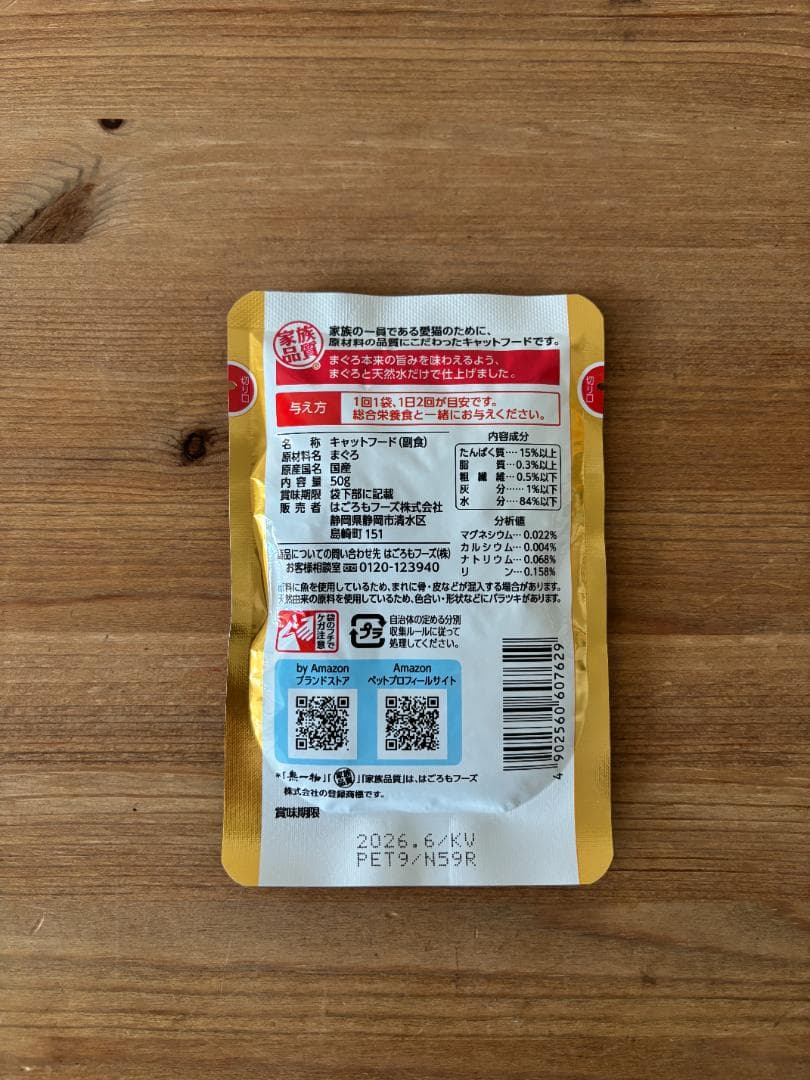 家族品質®
家族の一員である愛猫のために、
原材料の品質にこだわったキャットフードです。
まぐろ本来の旨みを味わえるよう、
まぐろと天然水だけで仕上げました。
切り口
切り口
与え方
1回1袋、1日2回が目安です。
総合栄養食と一緒にお与えください。
名称 キャットフード(副食)
原材料名 まぐろ
原産国名 国産
内容量 50g
賞味期限 袋下部に記載
販売者 はごろもフーズ株式会社
静岡県静岡市清水区
島崎町151
内容成分
たんぱく質…15%以上
脂質…0.3%以上
粗繊維…0.5%以下
灰分……1%以下
水分…84%以下
分析値
マグネシウム…0.022%
カルシウム…0.004%
ナトリウム…0.068%
リン…0.158%
商品についての問い合わせ先 はごろもフーズ(株)
お客様相談室 0120-123940
原料に魚を使用しているため、まれに骨・皮などが混入する場合があります。
天然由来の原料を使用しているため、色合い・形状などにバラツキがあります。
袋のフチで
ケガ注意
プラ
自治体の定める分別
収集ルールに従って
処理してください。
by Amazon
ブランドストア
Amazon
ペットプロフィールサイト
4 902560 607629
*「無一物」「家族品質」「家族品質」は、はごろもフーズ
株式会社の登録商標です。
賞味期限
2026.6/KV
PET9/N59R